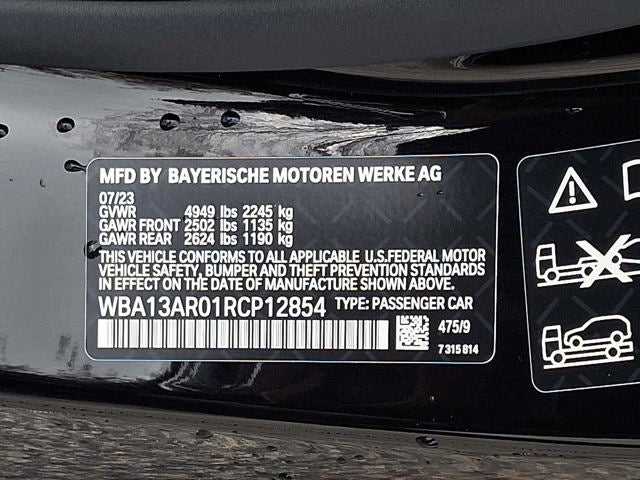 MFD BY BAYERISCHE MOTOREN WERKE AG
07/23
GVWR 4949 lbs 2245 kg
GAWR FRONT 2502 lbs 1135 kg
GAWR REAR 2624 lbs 1190 kg
THIS VEHICLE CONFORMS TO ALL APPLICABLE U.S.FEDERAL MOTOR
VEHICLE SAFETY, BUMPER AND THEFT PREVENTION STANDARDS
IN EFFECT ON THE DATE OF MANUFACTURE SHOWN ABOVE.
WBA13AR01RCP12854 TYPE: PASSENGER CAR
475/9
7 315 814